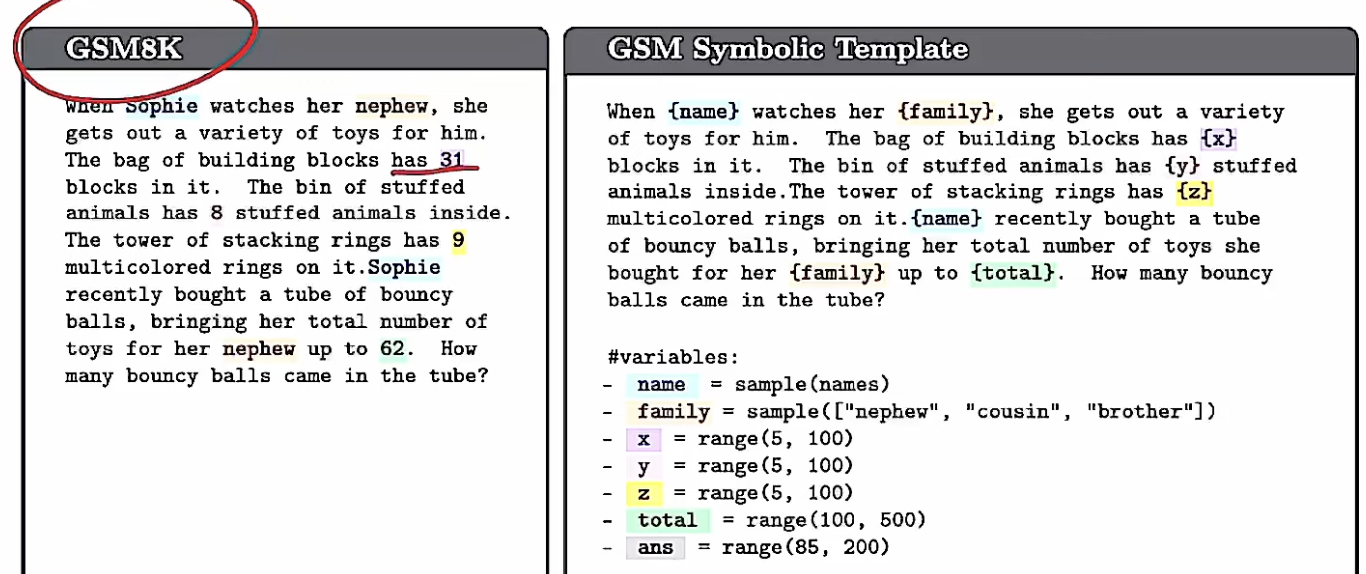 GSM8K
When Sophie watches her nephew, she
gets out a variety of toys for him.
The bag of building blocks has 31
blocks in it. The bin of stuffed
animals has 8 stuffed animals inside.
The tower of stacking rings has 9
multicolored rings on it.Sophie
recently bought a tube of bouncy
balls, bringing her total number of
toys for her nephew up to 62. How
many bouncy balls came in the tube?
GSM Symbolic Template
When {name} watches her {family}, she gets out a variety
of toys for him. The bag of building blocks has {x}
blocks in it. The bin of stuffed animals has {y} stuffed
animals inside.The tower of stacking rings has {z}
multicolored rings on it.{name} recently bought a tube
of bouncy balls, bringing her total number of toys she
bought for her {family} up to {total}. How many bouncy
balls came in the tube?
#variables:
- name = sample(names)
- family = sample(["nephew", "cousin", "brother"])
- x = range(5, 100)
- y = range(5, 100)
- z = range(5, 100)
- total = range(100, 500)
- ans = range(85, 200)